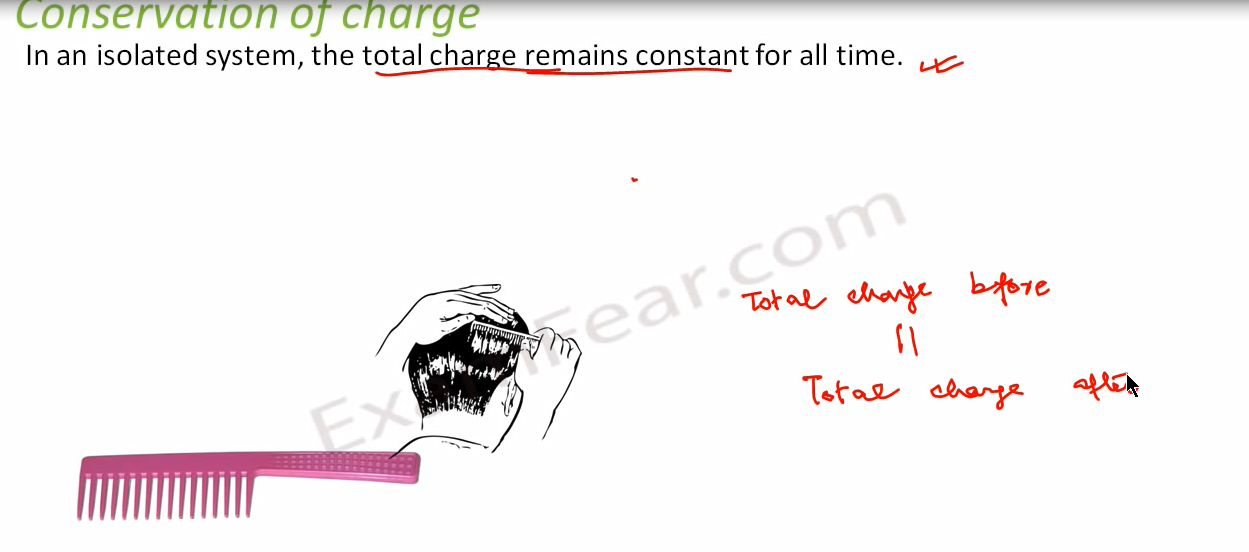 Conservation of charge
In an isolated system, the total charge remains constant for all time.
ExamFear.com
Total charge before
||
Total charge after